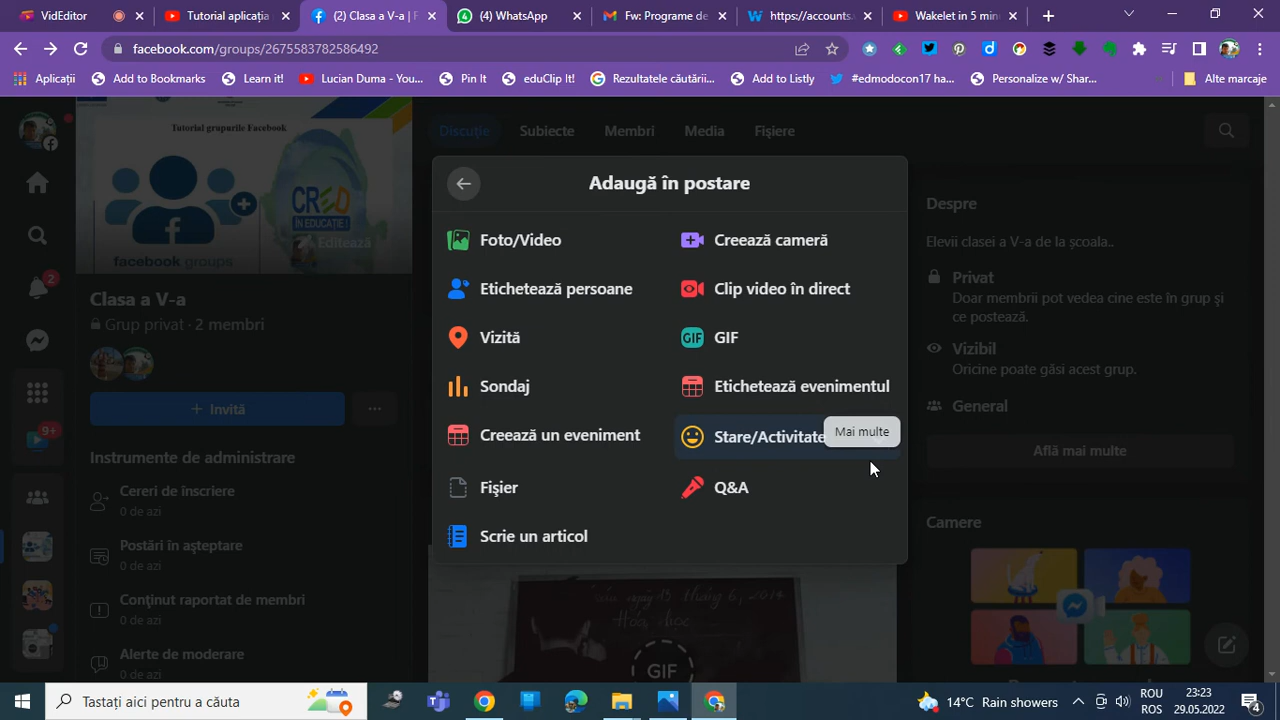 VidEditor
Tutorial aplicația
(2) Clasa a V-a | F
(4) WhatsApp
Fw: Programe de
https://accounts.
Wakelet in 5 min
facebook.com/groups/2675583782586492
Aplicații
Add to Bookmarks
Learn it!
Lucian Duma - You...
Pin It
eduClip It!
Rezultatele căutării...
Add to Listly
#edmodocon17 ha...
Personalize w/ Shar...
Alte marcaje
Tutorial grupurile Facebook
CRED
ÎN EDUCAȚIE!
facebook groups
Editează
Clasa a V-a
Grup privat · 2 membri
Invită
Instrumente de administrare
Cereri de înscriere
0 de azi
Postări în așteptare
0 de azi
Conținut raportat de membri
0 de azi
Alerte de moderare
0 de azi
2
9+
Discuție
Subiecte
Membri
Media
Fișiere
Adaugă în postare
Foto/Video
Creează cameră
Etichetează persoane
Clip video în direct
Vizită
GIF
GIF
Sondaj
Etichetează evenimentul
Creează un eveniment
Stare/Activitate
Mai multe
Fișier
Q&A
Scrie un articol
GIF
Despre
Elevii clasei a V-a de la școala..
Privat
Doar membrii pot vedea cine este în grup și
ce postează.
Vizibil
Oricine poate găsi acest grup.
General
Află mai multe
Camere
Tastați aici pentru a căuta
14°C Rain showers
ROU
ROS
23:23
29.05.2022
4